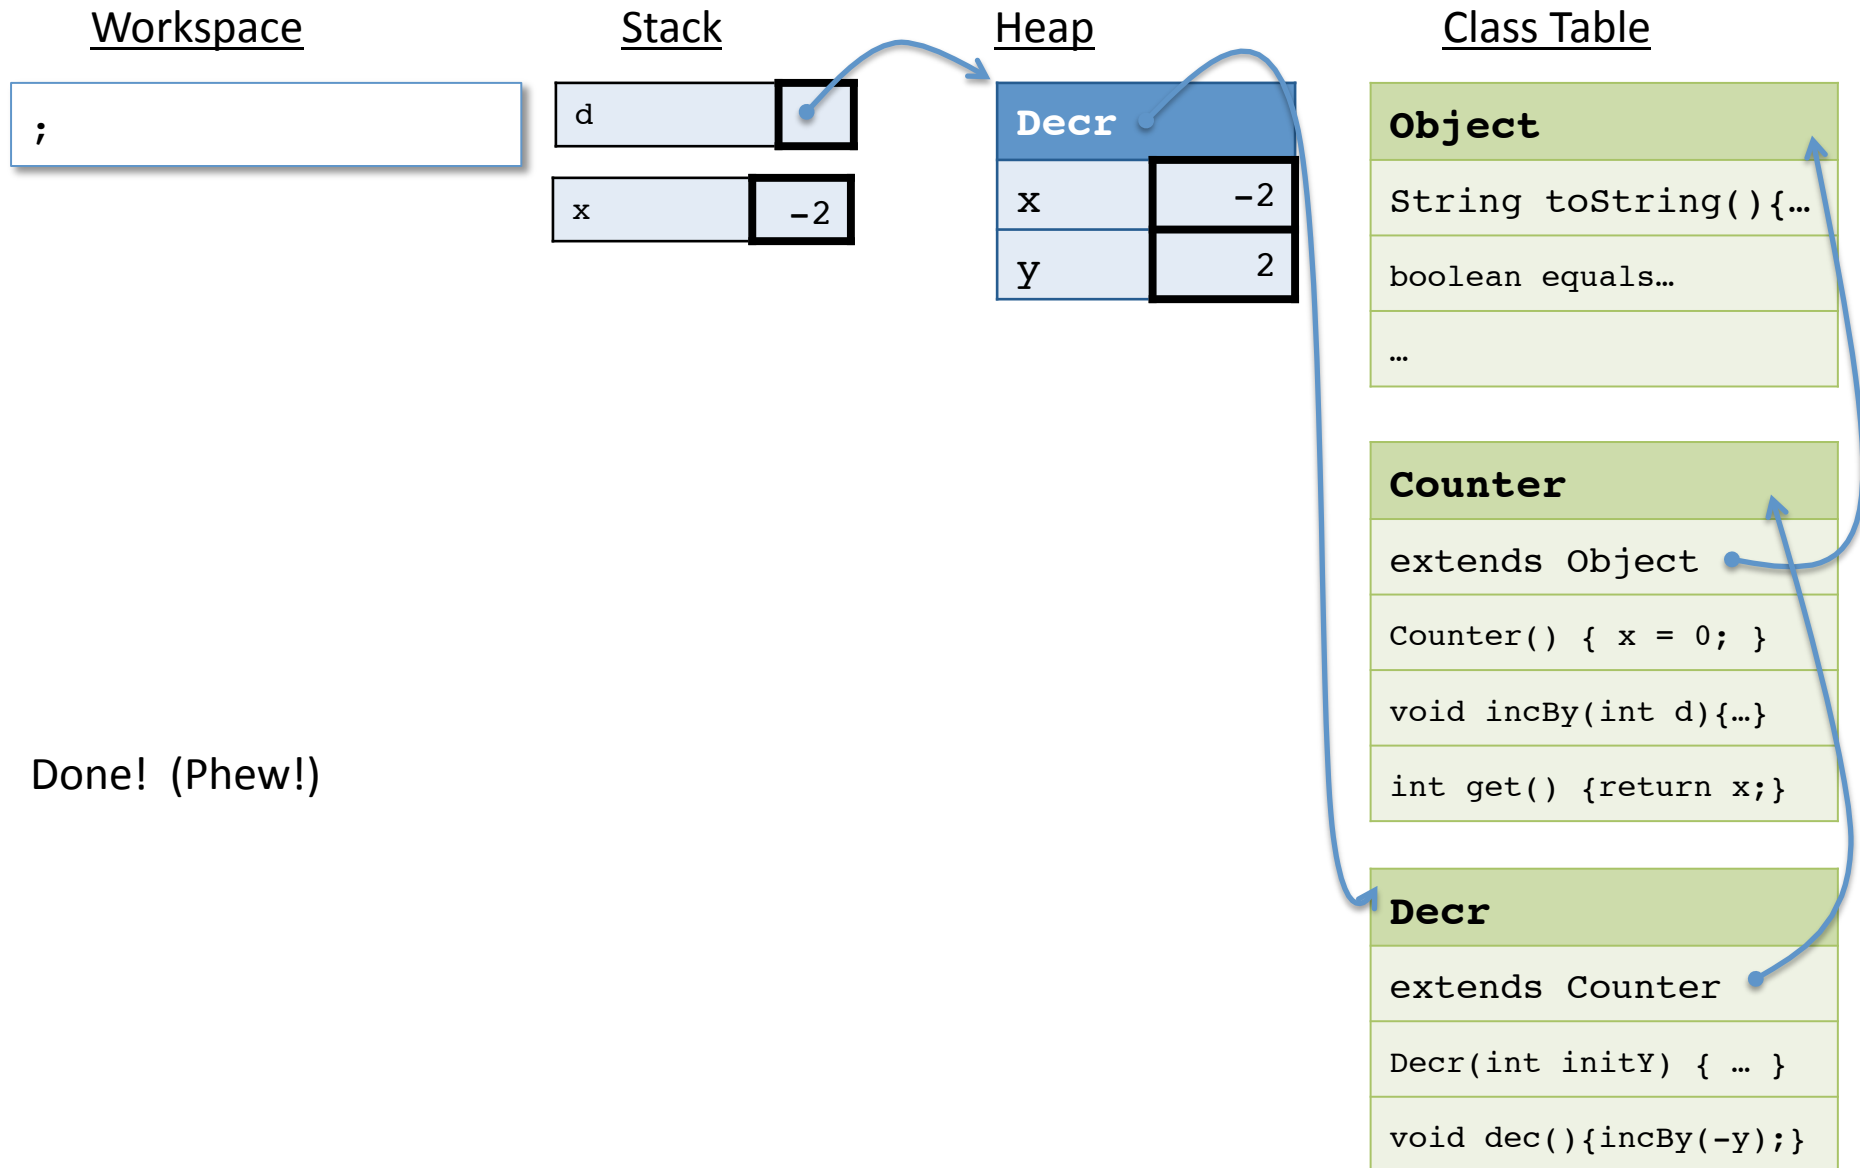 Workspace
Stack
Heap
Class Table
;
d
x -2
Decr
x -2
y 2
Object
String toString(){…
boolean equals…
…
Counter
extends Object
Counter() { x = 0; }
void incBy(int d){…}
int get() {return x;}
Decr
extends Counter
Decr(int initY) { … }
void dec(){incBy(-y);}
Done! (Phew!)